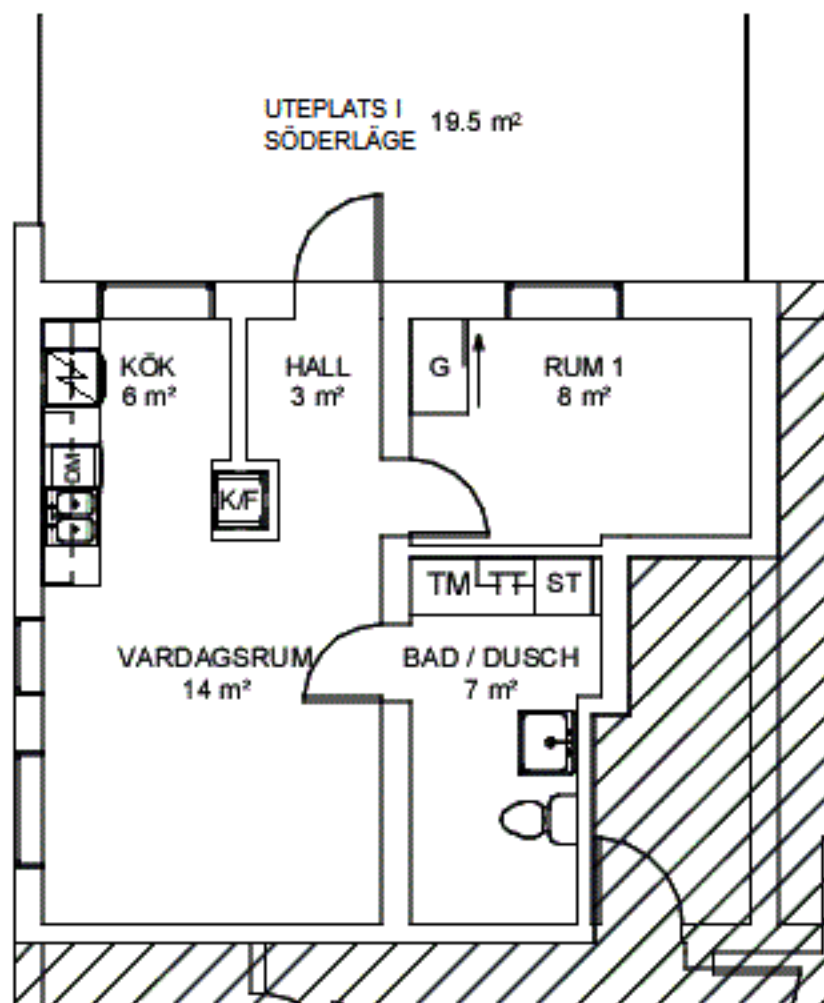 UTEPLATS I
SÖDERLÄGE
19.5 m²
KÖK
6 m²
HALL
3 m²
G
RUM 1
8 m²
DM
K/F
TM
TT
ST
VARDAGSRUM
14 m²
BAD / DUSCH
7 m²